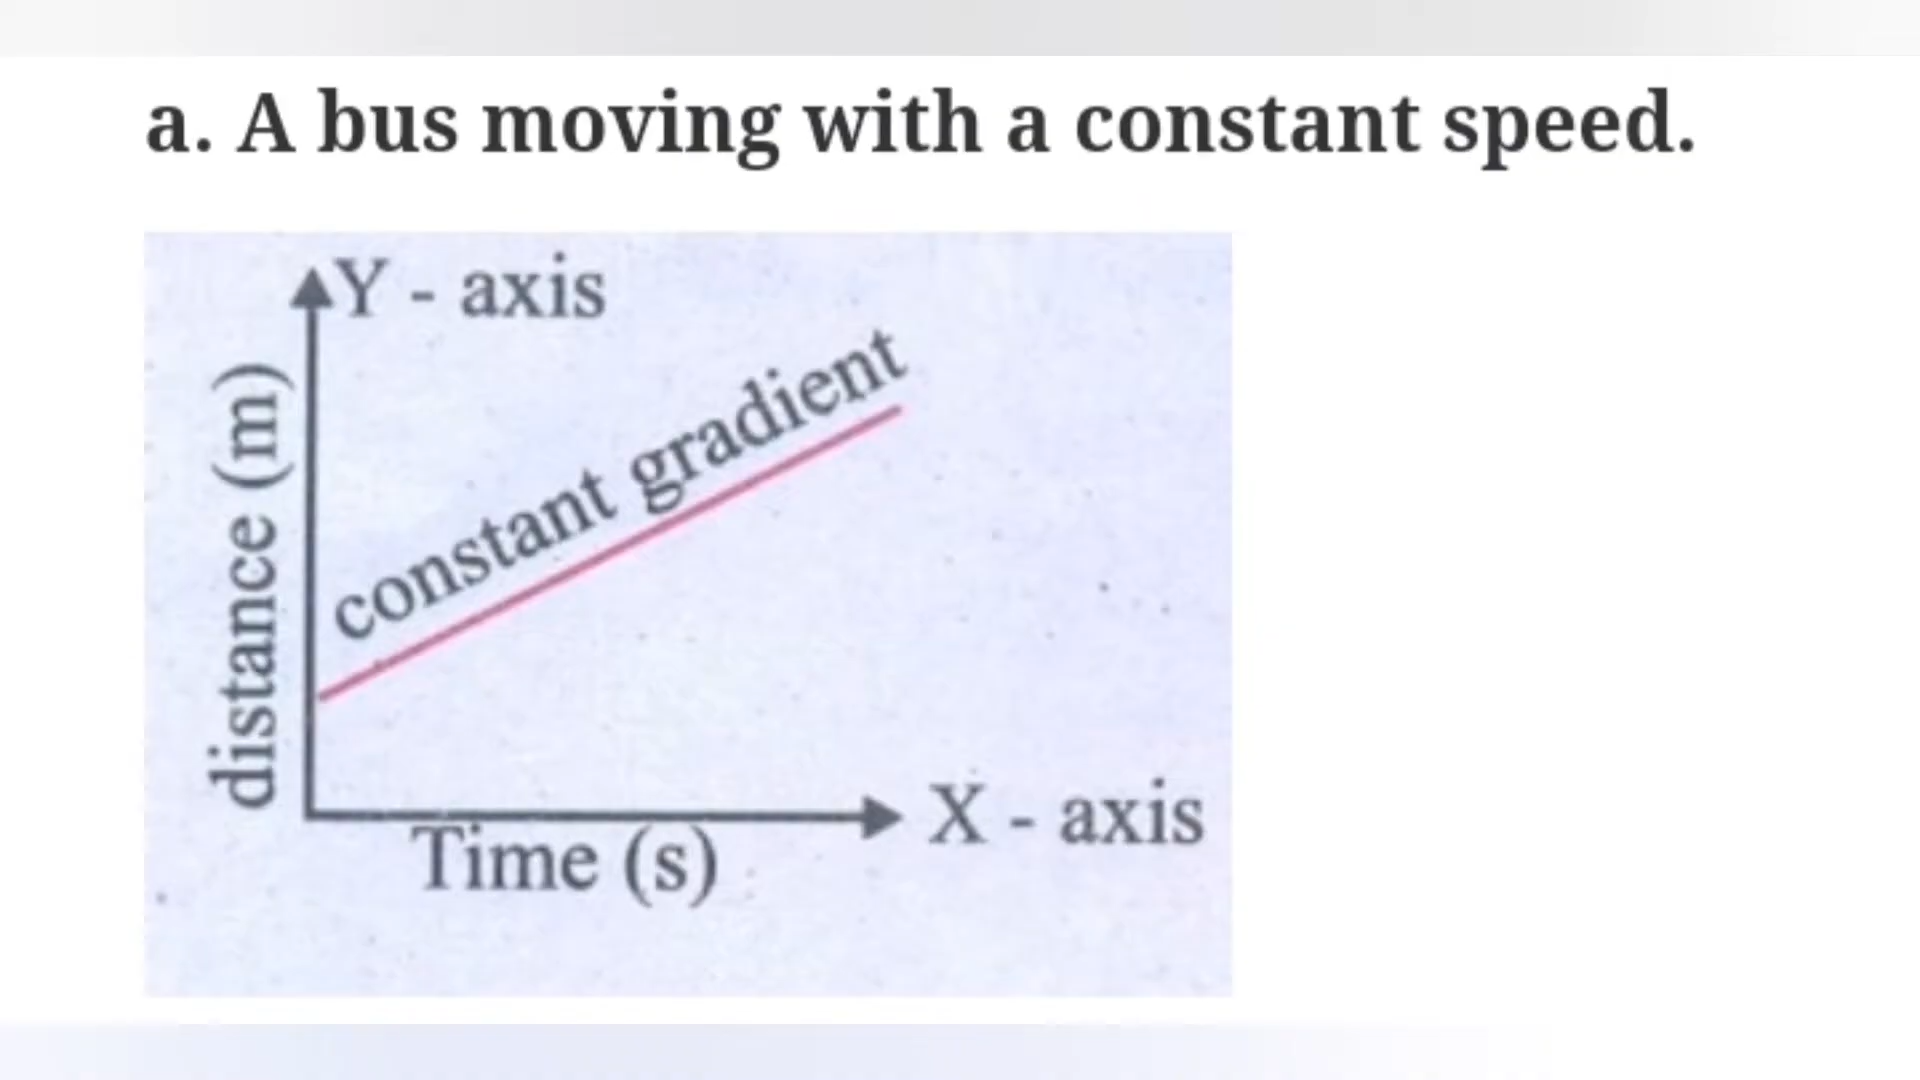 a. A bus moving with a constant speed.
Y - axis
distance (m)
constant gradient
X - axis
Time (s)